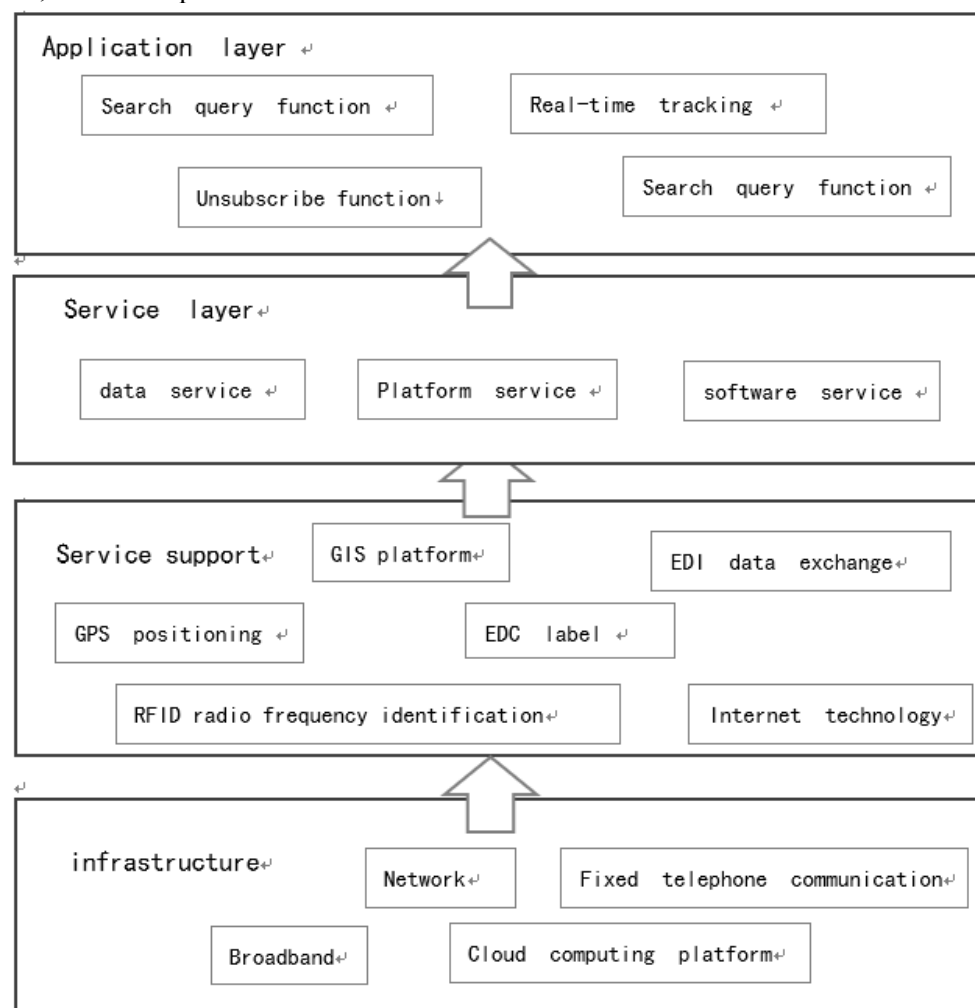 Application layer
Search query function
Real-time tracking
Unsubscribe function
Search query function
Service layer
data service
Platform service
software service
Service support
GIS platform
EDI data exchange
GPS positioning
EDC label
RFID radio frequency identification
Internet technology
infrastructure
Network
Fixed telephone communication
Broadband
Cloud computing platform